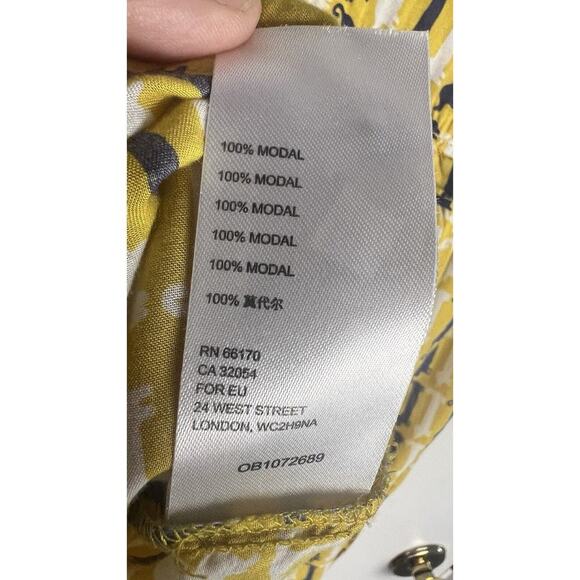 100% MODAL
100% MODAL
100% MODAL
100% MODAL
100% MODAL
100% 莫代尔
RN 66170
CA 32054
FOR EU
24 WEST STREET
LONDON, WC2H9NA
OB1072689